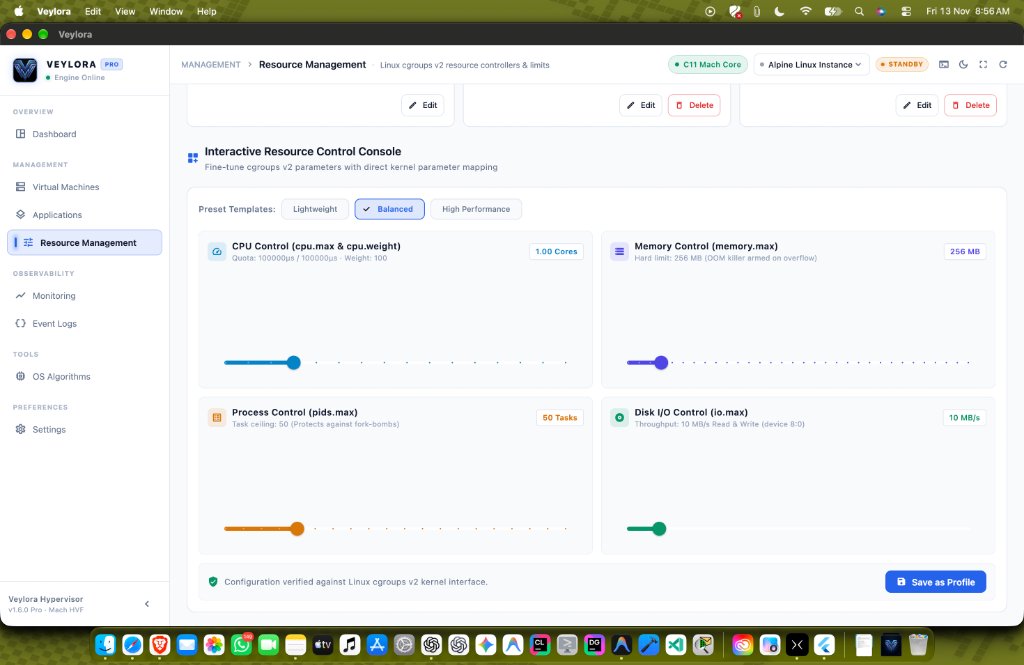 Veylora Edit View Window Help Fri 13 Nov 8:56 AM
Veylora
VEYLORA PRO
Engine Online
MANAGEMENT > Resource Management Linux cgroups v2 resource controllers & limits C11 Mach Core Alpine Linux Instance STANDBY
Edit Edit Delete Edit Delete
OVERVIEW
Dashboard
MANAGEMENT
Virtual Machines
Applications
Resource Management
OBSERVABILITY
Monitoring
Event Logs
TOOLS
OS Algorithms
PREFERENCES
Settings
Veylora Hypervisor
v1.6.0 Pro · Mach HVF
Interactive Resource Control Console
Fine-tune cgroups v2 parameters with direct kernel parameter mapping
Preset Templates: Lightweight Balanced High Performance
CPU Control (cpu.max & cpu.weight)
Quota: 100000µs / 100000µs · Weight: 100
1.00 Cores
Memory Control (memory.max)
Hard limit: 256 MB (OOM killer armed on overflow)
256 MB
Process Control (pids.max)
Task ceiling: 50 (Protects against fork-bombs)
50 Tasks
Disk I/O Control (io.max)
Throughput: 10 MB/s Read & Write (device 8:0)
10 MB/s
Configuration verified against Linux cgroups v2 kernel interface.
Save as Profile
tv
CL
DG